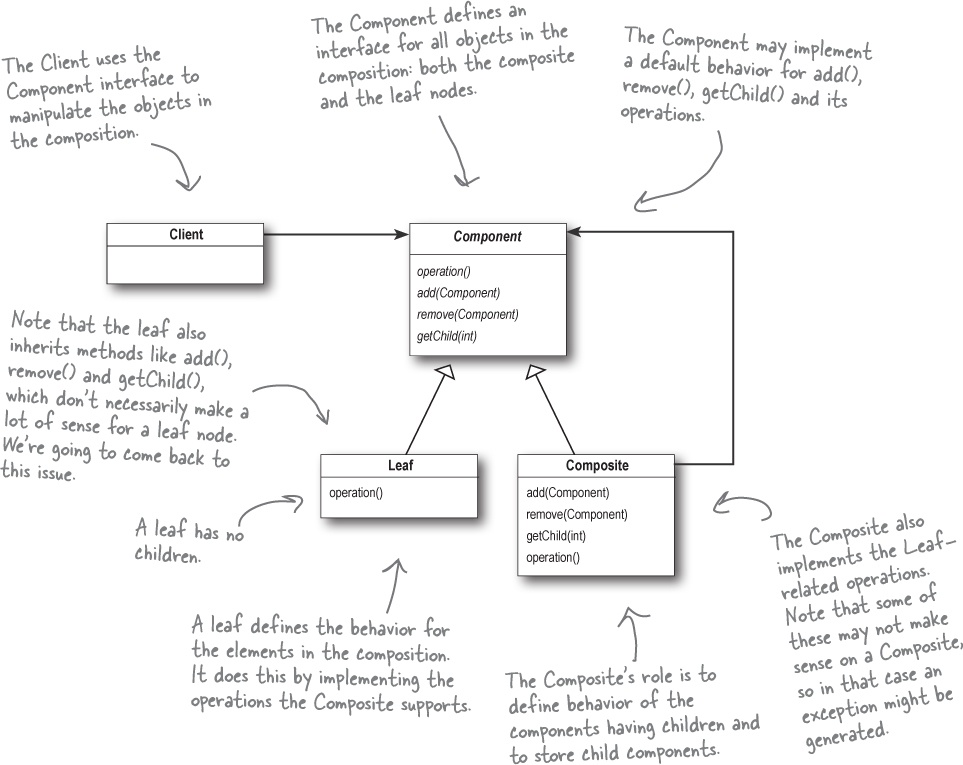 The Client uses the
Component interface to
manipulate the objects in
the composition.
The Component defines an
interface for all objects in the
composition: both the composite
and the leaf nodes.
The Component may implement
a default behavior for add(),
remove(), getChild() and its
operations.
Client
Component
operation()
add(Component)
remove(Component)
getChild(int)
Note that the leaf also
inherits methods like add(),
remove() and getChild(),
which don't necessarily make a
lot of sense for a leaf node.
We're going to come back to
this issue.
Leaf
operation()
Composite
add(Component)
remove(Component)
getChild(int)
operation()
A leaf has no
children.
A leaf defines the behavior for
the elements in the composition.
It does this by implementing the
operations the Composite supports.
The Composite's role is to
define behavior of the
components having children and
to store child components.
The Composite also
implements the Leaf-
related operations.
Note that some of
these may not make
sense on a Composite,
so in that case an
exception might be
generated.